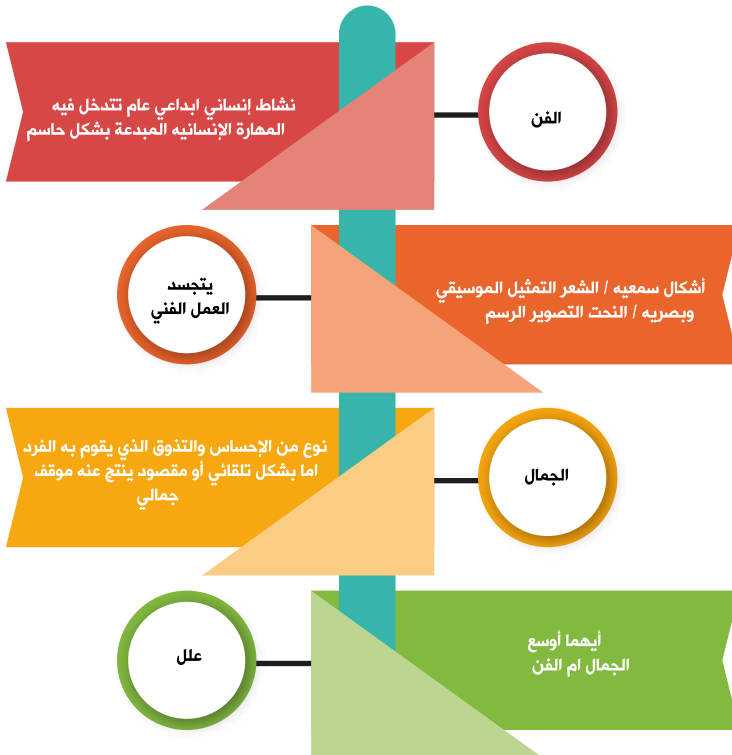 الفن
نشاط إنساني ابداعي عام تتدخل فيه
المهارة الإنسانيه المبدعة بشكل حاسم
يتجسد
العمل الفني
أشكال سمعيه / الشعر التمثيل الموسيقي
وبصريه / النحت التصوير الرسم
الجمال
نوع من الإحساس والتذوق الذي يقوم به الفرد
اما بشكل تلقائي أو مقصود ينتج عنه موقف
جمالي
علل
أيهما أوسع
الجمال ام الفن